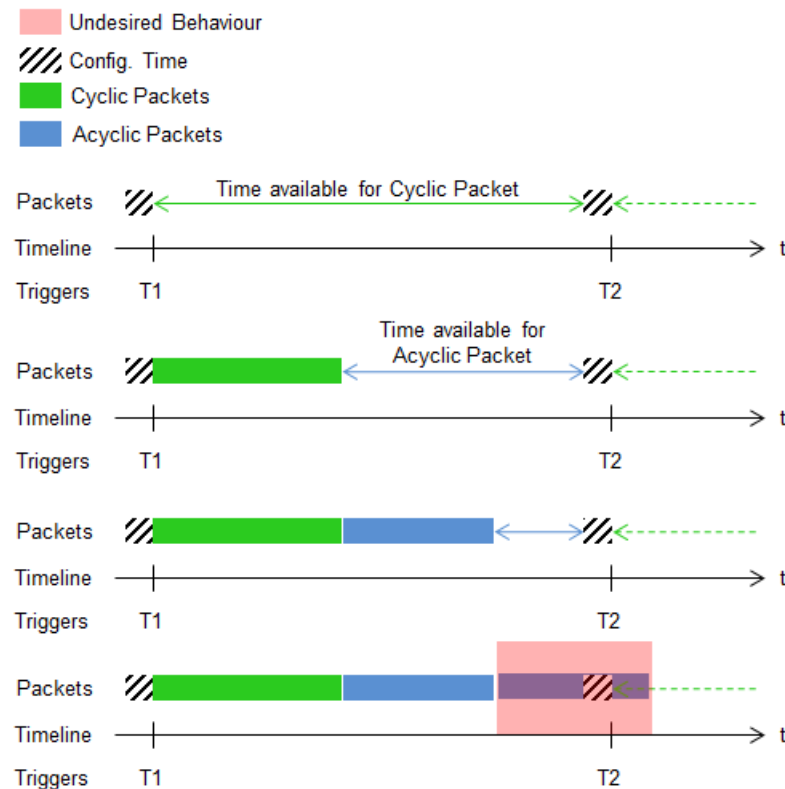 Undesired Behaviour
Config. Time
Cyclic Packets
Acyclic Packets
Packets Time available for Cyclic Packet
Timeline t
Triggers T1 T2
Time available for
Acyclic Packet
Packets
Timeline t
Triggers T1 T2
Packets
Timeline t
Triggers T1 T2
Packets
Timeline t
Triggers T1 T2